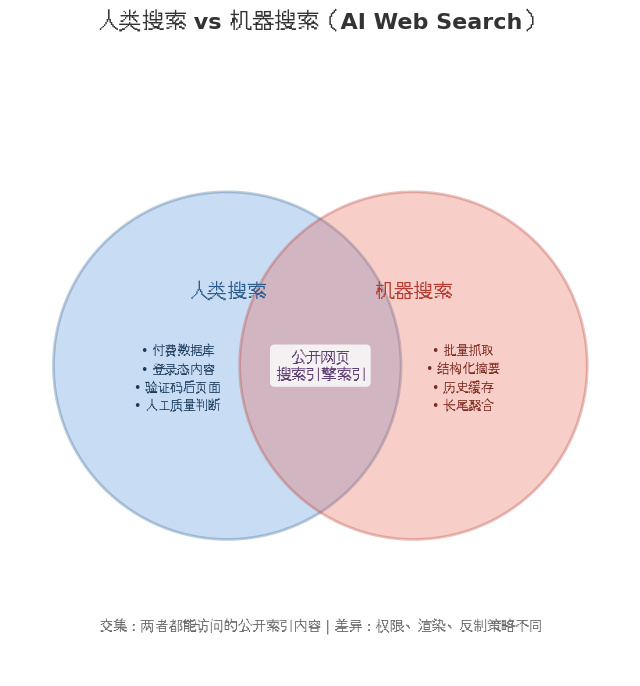 人类搜索 vs 机器搜索（AI Web Search）
人类搜索
机器搜索
• 付费数据库
• 登录态内容
• 验证码后页面
• 人工质量判断
公开网页
搜索引擎索引
• 批量抓取
• 结构化摘要
• 历史缓存
• 长尾聚合
交集：两者都能访问的公开索引内容 | 差异：权限、渲染、反制策略不同